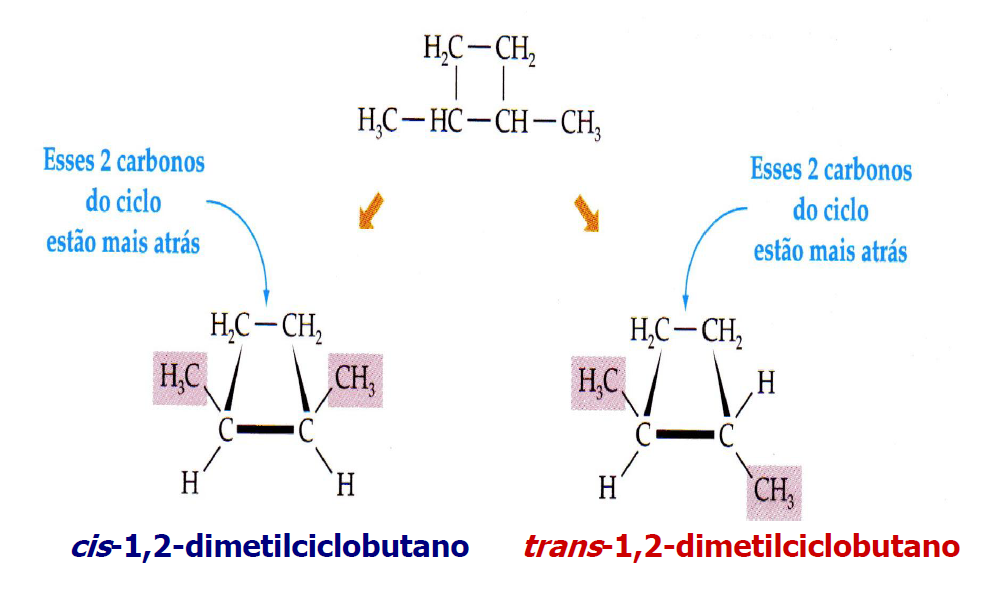 H₂C—CH₂
H₃C—HC—CH—CH₃
Esses 2 carbonos
do ciclo
estão mais atrás
Esses 2 carbonos
do ciclo
estão mais atrás
H₂C—CH₂
H₃C CH₃
C C
H H
H₂C—CH₂
H₃C H
C C
H CH₃
cis-1,2-dimetilciclobutano
trans-1,2-dimetilciclobutano